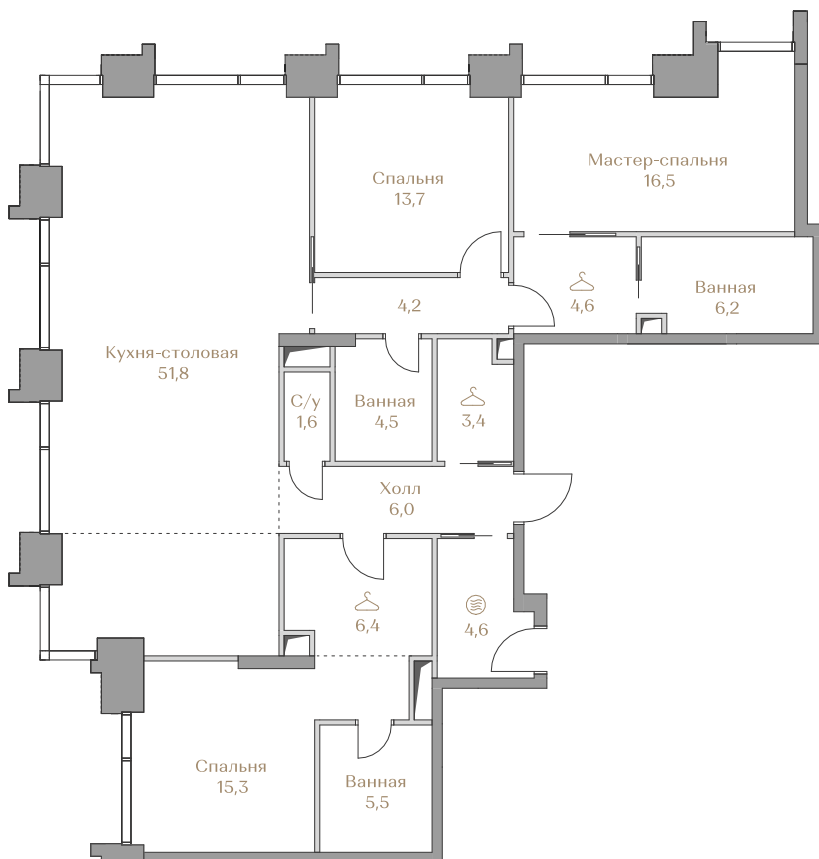 Мастер-спальня
16,5
Спальня
13,7
Ванная
6,2
4,6
4,2
Кухня-столовая
51,8
С/у
1,6
Ванная
4,5
3,4
Холл
6,0
6,4
4,6
Спальня
15,3
Ванная
5,5